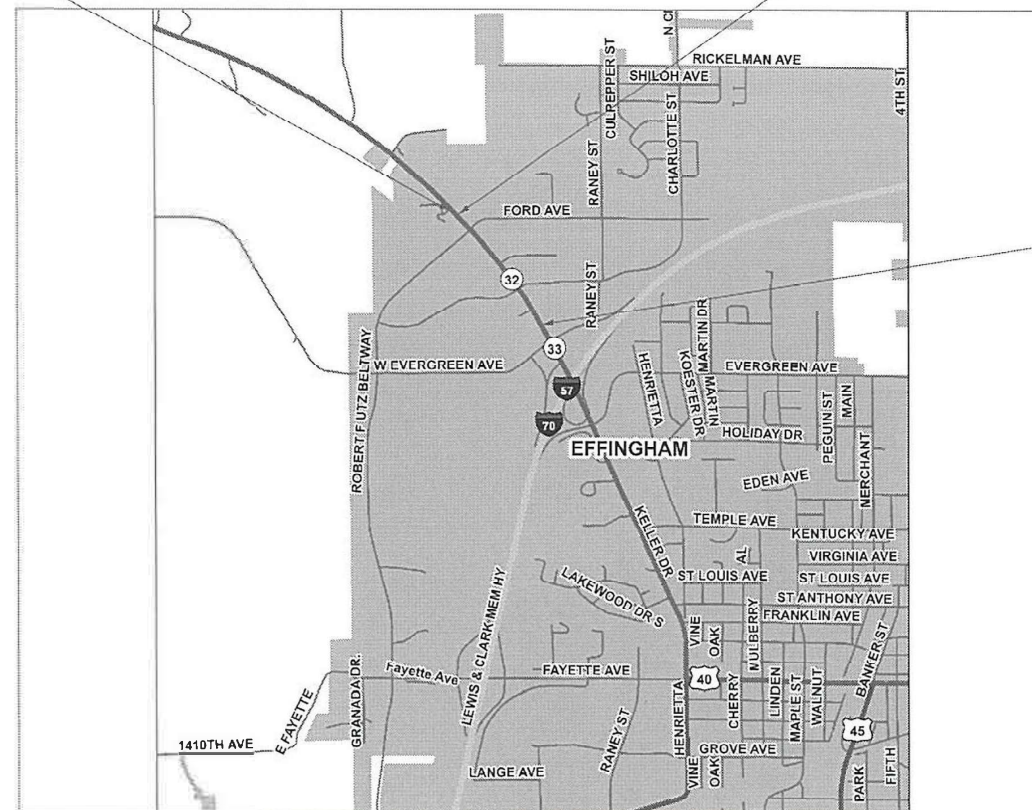 N CI
RICKELMAN AVE
SHILOH AVE
CULPEPPER ST
CHARLOTTE ST
4TH ST.
RANEY ST
FORD AVE
32
RANEY ST
33
W EVERGREEN AVE
57
70
ROBERT F UTZ BELTWAY
HENRIETTA
KOESTER DR
MARTIN DR
MARTIN
EVERGREEN AVE
HOLIDAY DR
PEGUIN ST
MAIN
NERCHANT
EFFINGHAM
EDEN AVE
KELLER DR
TEMPLE AVE
KENTUCKY AVE
AL
VIRGINIA AVE
ST LOUIS AVE
ST LOUIS AVE
LAKEWOOD DR S
ST ANTHONY AVE
FRANKLIN AVE
VINE
OAK
MULBERRY
BANKER ST
LEWIS & CLARK MEM HY
Fayette Ave
FAYETTE AVE
40
CHERRY
LINDEN
MAPLE ST
WALNUT
GRANADA DR.
E FAYETTE
1410TH AVE
HENRIETTA
RANEY ST
45
GROVE AVE
LANGE AVE
VINE
OAK
PARK
FIFTH